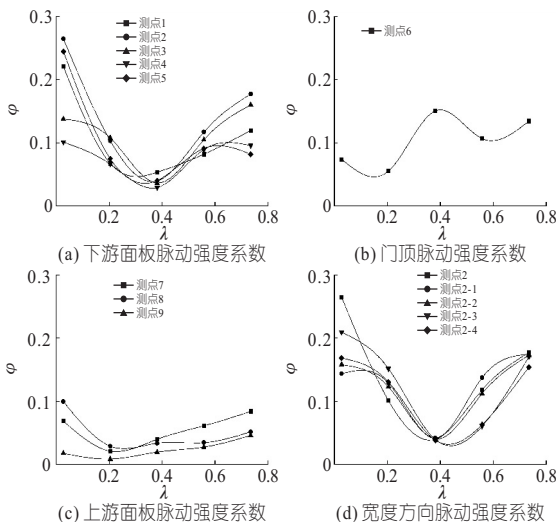 0.3
0.2
0.1
0
φ
测点1
测点2
测点3
测点4
测点5
0.2
0.4
0.6
0.8
λ
(a) 下游面板脉动强度系数
0.3
0.2
0.1
0
φ
测点6
0.2
0.4
0.6
0.8
λ
(b) 门顶脉动强度系数
0.3
0.2
0.1
0
φ
测点7
测点8
测点9
0.2
0.4
0.6
0.8
λ
(c) 上游面板脉动强度系数
0.3
0.2
0.1
0
φ
测点2
测点2-1
测点2-2
测点2-3
测点2-4
0.2
0.4
0.6
0.8
λ
(d) 宽度方向脉动强度系数